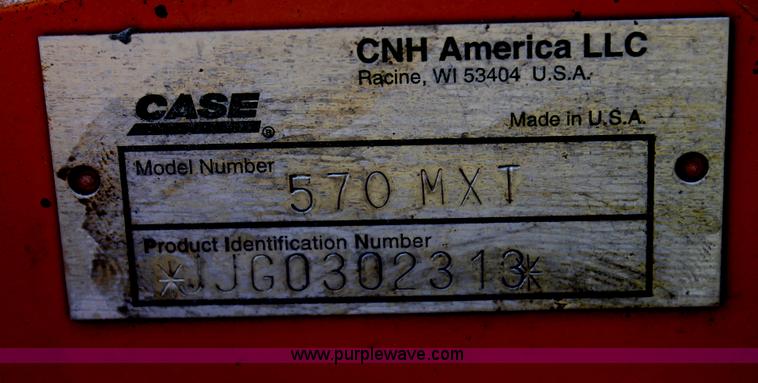 CNH America LLC
Racine, WI 53404 U.S.A.
CASE®
Made in U.S.A.
Model Number
570 MXT
Product Identification Number
*JJG0302313*
www.purplewave.com